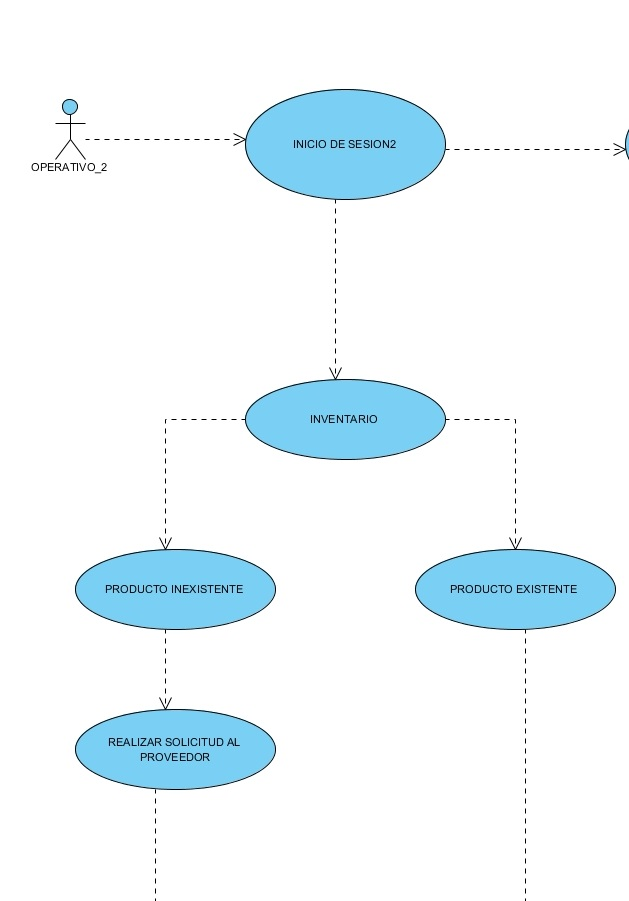 INICIO DE SESION2
OPERATIVO_2
INVENTARIO
PRODUCTO INEXISTENTE
PRODUCTO EXISTENTE
REALIZAR SOLICITUD AL
PROVEEDOR